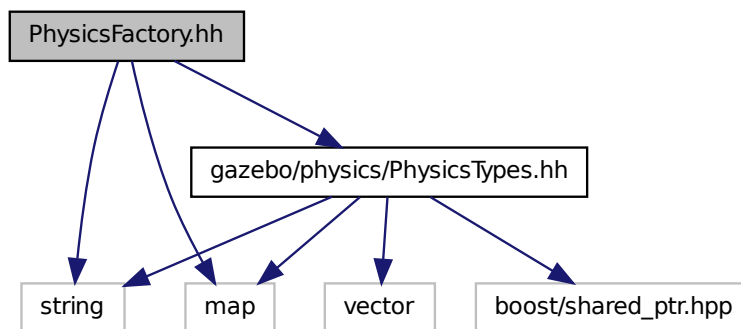 PhysicsFactory.hh
gazebo/physics/PhysicsTypes.hh
string
map
vector
boost/shared_ptr.hpp